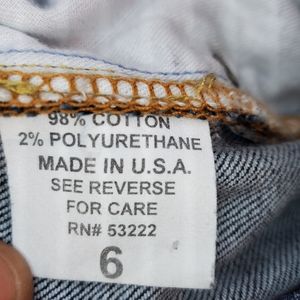 98% COTTON
2% POLYURETHANE
MADE IN U.S.A.
SEE REVERSE
FOR CARE
RN# 53222
6